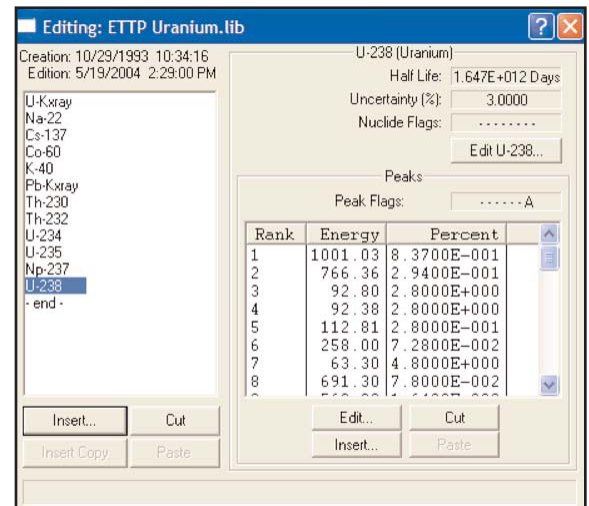 Editing: ETTP Uranium.lib
Creation: 10/29/1993 10:34:16
Edition: 5/19/2004 2:29:00 PM
U-Kxray
Na-22
Cs-137
Co-60
K-40
Pb-Kxray
Th-230
Th-232
U-234
U-235
Np-237
U-238
- end -
Insert...
Cut
Insert Copy
Paste
U-238 (Uranium)
Half Life: 1.647E+012 Days
Uncertainty (%): 3.0000
Nuclide Flags: - - - - - - - -
Edit U-238...
Peaks
Peak Flags: - - - - - - A
Rank Energy Percent
1 1001.03 8.3700E-001
2 766.36 2.9400E-001
3 92.80 2.8000E+000
4 92.38 2.8000E+000
5 112.81 2.8000E-001
6 258.00 7.2800E-002
7 63.30 4.8000E+000
8 691.30 7.8000E-002
Edit...
Cut
Insert...
Paste